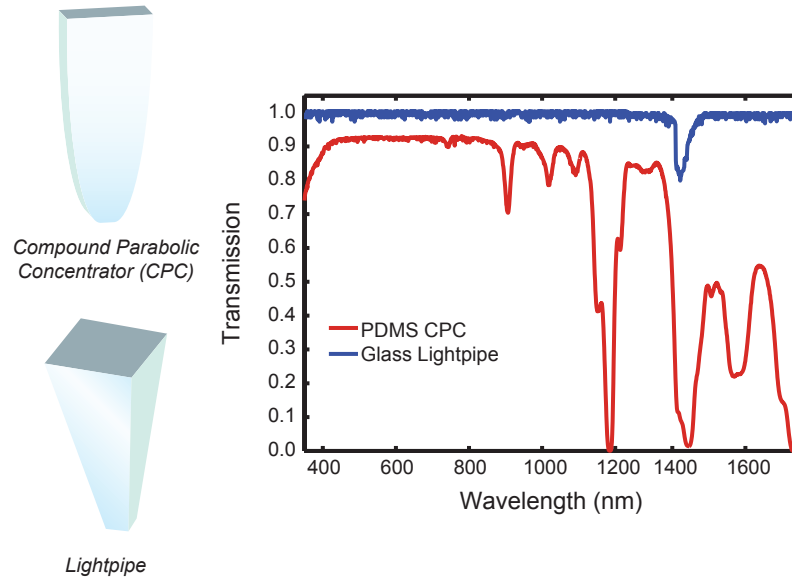 Compound Parabolic
Concentrator (CPC)
Lightpipe
Transmission
1.0
0.9
0.8
0.7
0.6
0.5
0.4
0.3
0.2
0.1
0.0
PDMS CPC
Glass Lightpipe
400 600 800 1000 1200 1400 1600
Wavelength (nm)